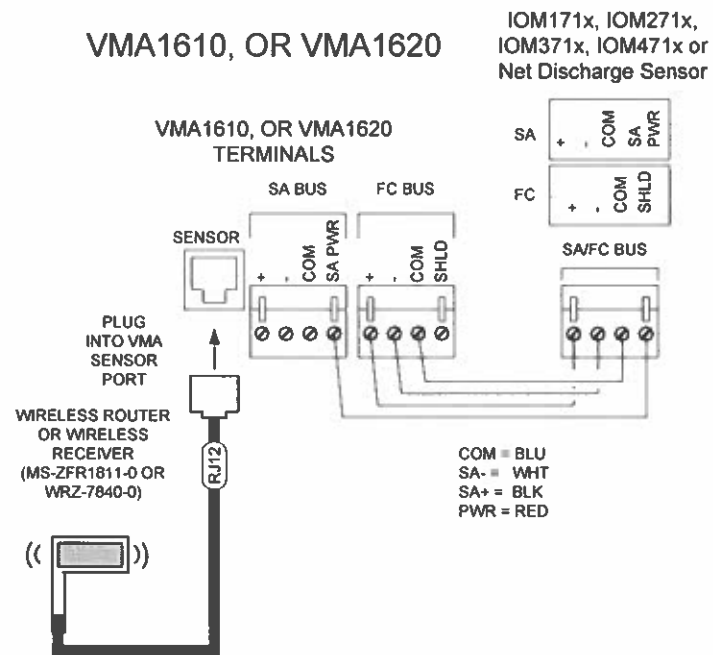 VMA1610, OR VMA1620
IOM171x, IOM271x,
IOM371x, IOM471x or
Net Discharge Sensor
VMA1610, OR VMA1620
TERMINALS
SA + - COM SA PWR
FC + - COM SHLD
SA BUS
FC BUS
SA/FC BUS
SENSOR
+ - COM SA PWR
+ - COM SHLD
PLUG
INTO VMA
SENSOR
PORT
WIRELESS ROUTER
OR WIRELESS
RECEIVER
(MS-ZFR1811-0 OR
WRZ-7840-0)
RJ12
COM = BLU
SA- = WHT
SA+ = BLK
PWR = RED